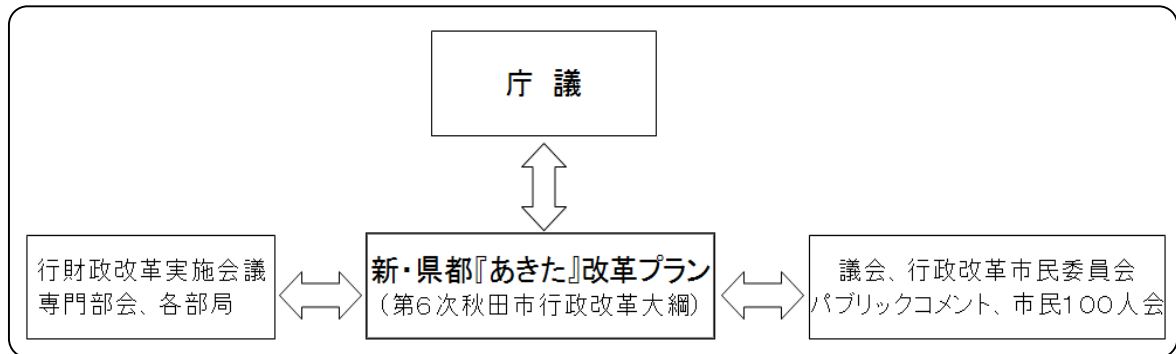 庁 議
行財政改革実施会議
専門部会、各部局
新・県都『あきた』改革プラン
(第6次秋田市行政改革大綱)
議会、行政改革市民委員会
パブリックコメント、市民100人会